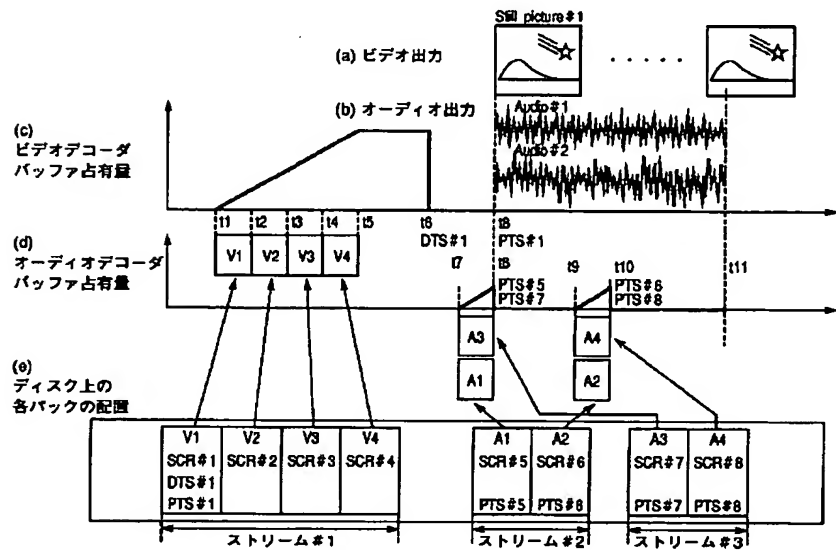 Still picture#1
(a) ビデオ出力
. . . . .
(b) オーディオ出力
Audio#1
Audio#2
(c)
ビデオデコーダ
バッファ占有量
t1 t2 t3 t4 t5 t6 t8
DTS#1 PTS#1
(d)
オーディオデコーダ
バッファ占有量
V1 V2 V3 V4
t7 t8 t9 t10 t11
PTS#5 PTS#6
PTS#7 PTS#8
A3 A4
A1 A2
(e)
ディスク上の
各パックの配置
V1 V2 V3 V4 A1 A2 A3 A4
SCR#1 SCR#2 SCR#3 SCR#4 SCR#5 SCR#6 SCR#7 SCR#8
DTS#1
PTS#1 PTS#5 PTS#8 PTS#7 PTS#8
ストリーム#1 ストリーム#2 ストリーム#3